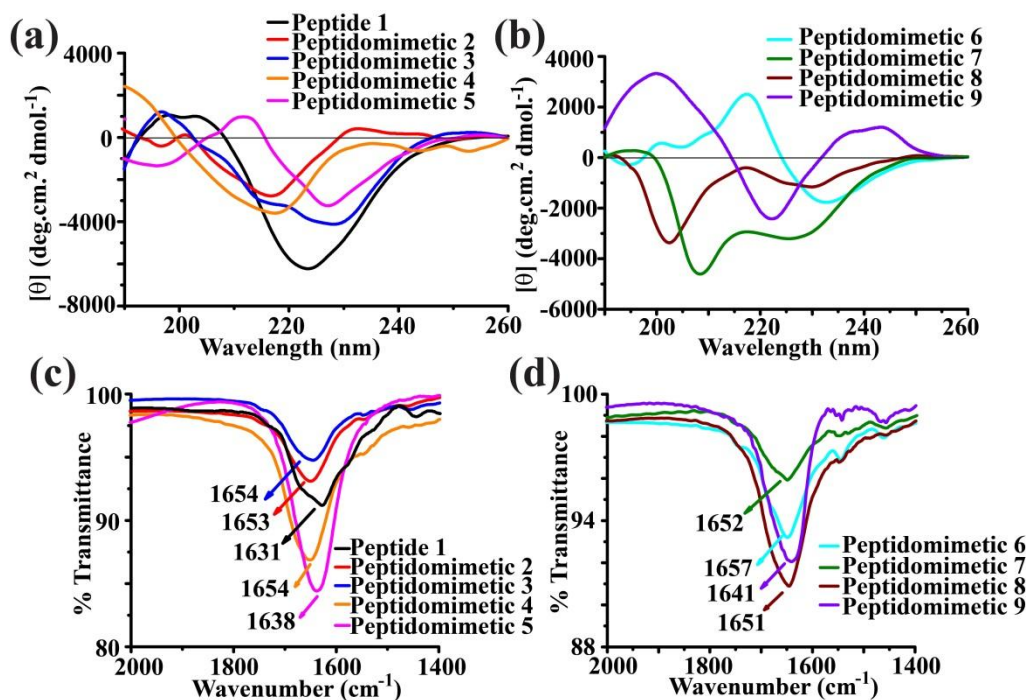 (a)
Peptide 1
Peptidomimetic 2
Peptidomimetic 3
Peptidomimetic 4
Peptidomimetic 5
4000
0
-4000
-8000
[θ] (deg.cm.² dmol.⁻¹)
200 220 240 260
Wavelength (nm)
(b)
Peptidomimetic 6
Peptidomimetic 7
Peptidomimetic 8
Peptidomimetic 9
4000
2000
0
-2000
-4000
-6000
[θ] (deg.cm.² dmol.⁻¹)
200 220 240 260
Wavelength (nm)
(c)
100
90
80
% Transmittance
1654
1653
1631
1654
1638
Peptide 1
Peptidomimetic 2
Peptidomimetic 3
Peptidomimetic 4
Peptidomimetic 5
2000 1800 1600 1400
Wavenumber (cm⁻¹)
(d)
100
94
88
% Transmittance
1652
1657
1641
1651
Peptidomimetic 6
Peptidomimetic 7
Peptidomimetic 8
Peptidomimetic 9
2000 1800 1600 1400
Wavenumber (cm⁻¹)